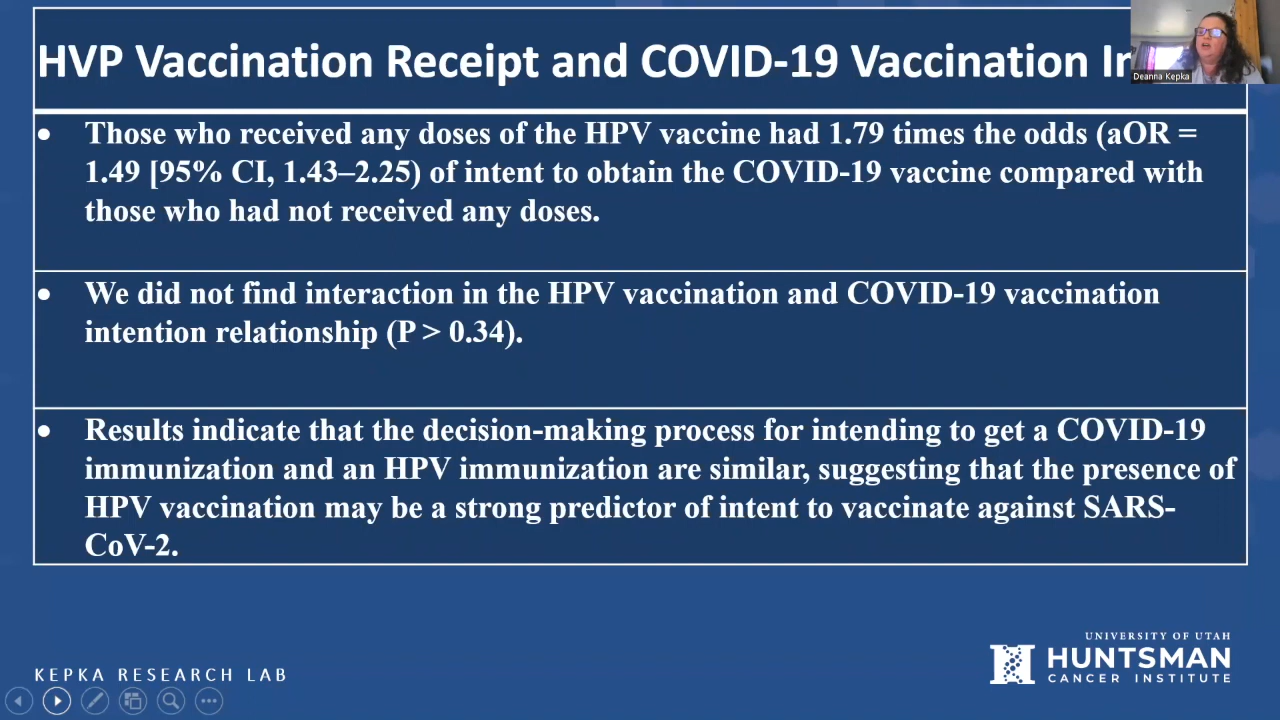 HVP Vaccination Receipt and COVID-19 Vaccination
Deanna Kepka
• Those who received any doses of the HPV vaccine had 1.79 times the odds (aOR =
1.49 [95% CI, 1.43–2.25) of intent to obtain the COVID-19 vaccine compared with
those who had not received any doses.
• We did not find interaction in the HPV vaccination and COVID-19 vaccination
intention relationship (P > 0.34).
• Results indicate that the decision-making process for intending to get a COVID-19
immunization and an HPV immunization are similar, suggesting that the presence of
HPV vaccination may be a strong predictor of intent to vaccinate against SARS-
CoV-2.
UNIVERSITY OF UTAH
HUNTSMAN
CANCER INSTITUTE
KEPKA RESEARCH LAB